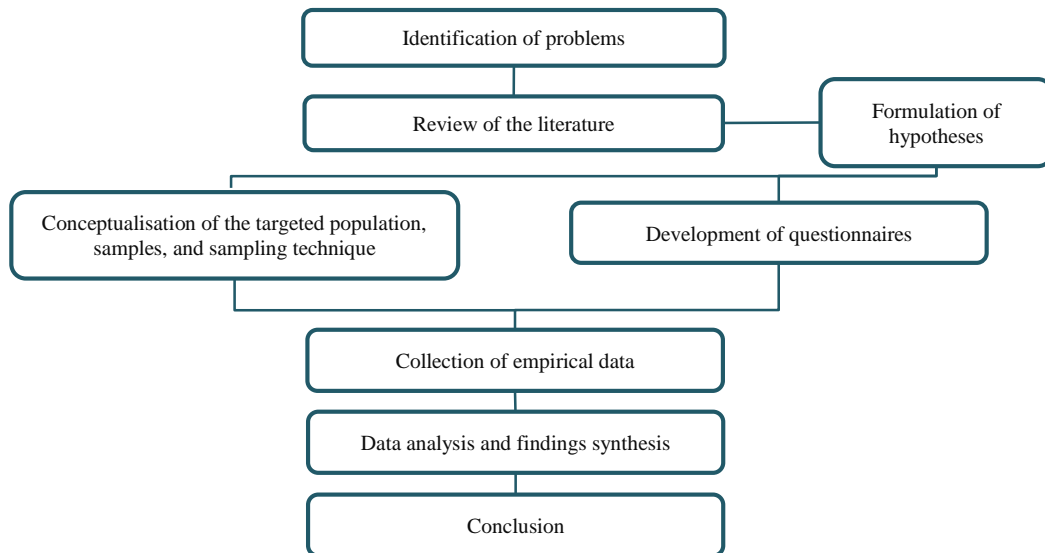 Identification of problems
Review of the literature
Formulation of
hypotheses
Conceptualisation of the targeted population,
samples, and sampling technique
Development of questionnaires
Collection of empirical data
Data analysis and findings synthesis
Conclusion